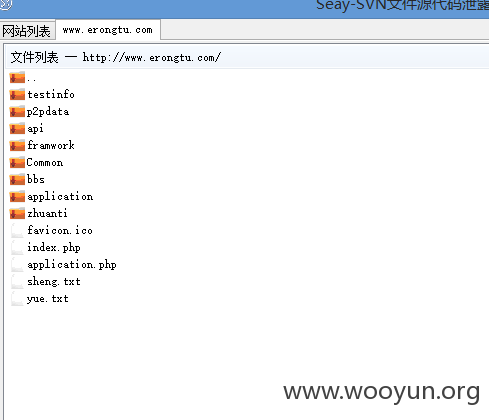 Seay-SVN文件源代码泄露
网站列表 www.erongtu.com
文件列表 — http://www.erongtu.com/
..
testinfo
p2pdata
api
framwork
Common
bbs
application
zhuanti
favicon.ico
index.php
application.php
sheng.txt
yue.txt
www.wooyun.org